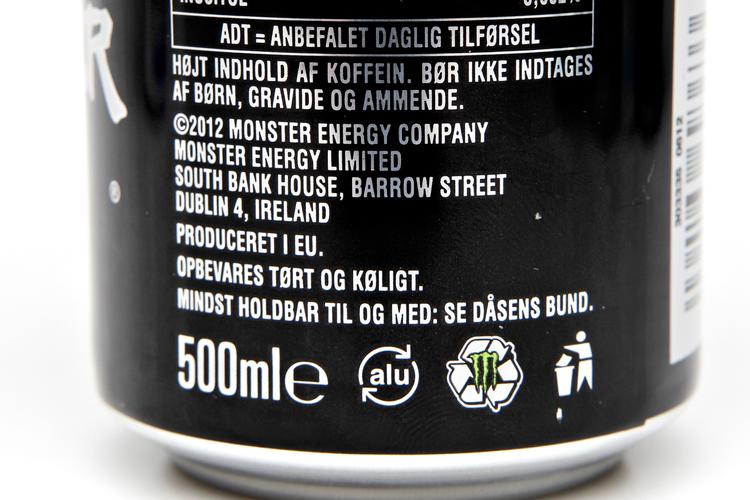 ADT = ANBEFALET DAGLIG TILFØRSEL
HØJT INDHOLD AF KOFFEIN. BØR IKKE INDTAGES
AF BØRN, GRAVIDE OG AMMENDE.
©2012 MONSTER ENERGY COMPANY
MONSTER ENERGY LIMITED
SOUTH BANK HOUSE, BARROW STREET
DUBLIN 4, IRELAND
PRODUCERET I EU.
OPBEVARES TØRT OG KØLIGT.
MINDST HOLDBAR TIL OG MED: SE DÅSENS BUND.
500ml℮
alu
R
®
303336 0612